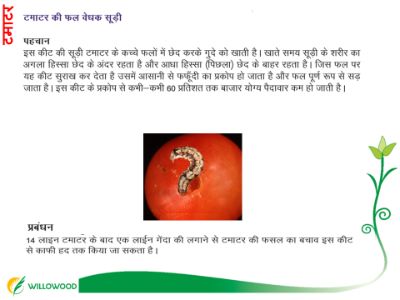 टमाटर
टमाटर की फल वेधक सूड़ी
पहचान
इस कीट की सूड़ी टमाटर के कच्चे फलों में छेद करके गुदे को खाती है। खाते समय सूड़ी के शरीर का
अगला हिस्सा छेद के अंदर रहता है और आधा हिस्सा (पिछला) छेद के बाहर रहता है। जिस फल पर
यह कीट सुराख कर देता है उसमें आसानी से फफूँदी का प्रकोप हो जाता है और फल पूर्ण रूप से सड़
जाता है। इस कीट के प्रकोप से कभी–कभी 60 प्रतिशत तक बाजार योग्य पैदावार कम हो जाती है।
प्रबंधन
14 लाइन टमाटर के बाद एक लाईन गेंदा की लगाने से टमाटर की फसल का बचाव इस कीट
से काफी हद तक किया जा सकता है।
WILLOWOOD